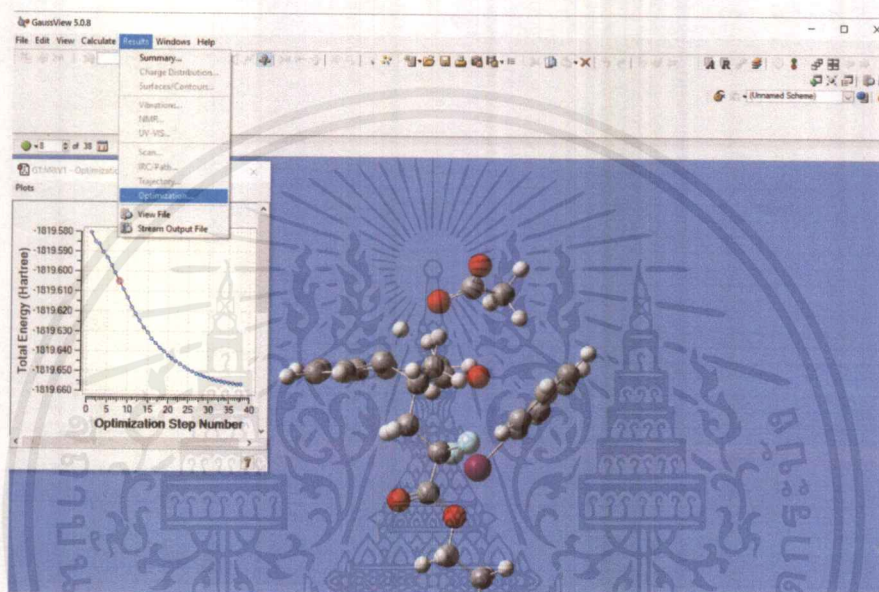 GaussView 5.0.8
File Edit View Calculate Results Windows Help
Summary...
Charge Distribution...
Surfaces/Contours...
Vibrations...
NMR...
UV-VIS...
Scan...
IRC/Path...
Trajectory...
Optimization...
View File
Stream Output File
(Unnamed Scheme)
8 of 38
Plots
Total Energy (Hartree)
-1819.580
-1819.590
-1819.600
-1819.610
-1819.620
-1819.630
-1819.640
-1819.650
-1819.660
0 5 10 15 20 25 30 35 40
Optimization Step Number